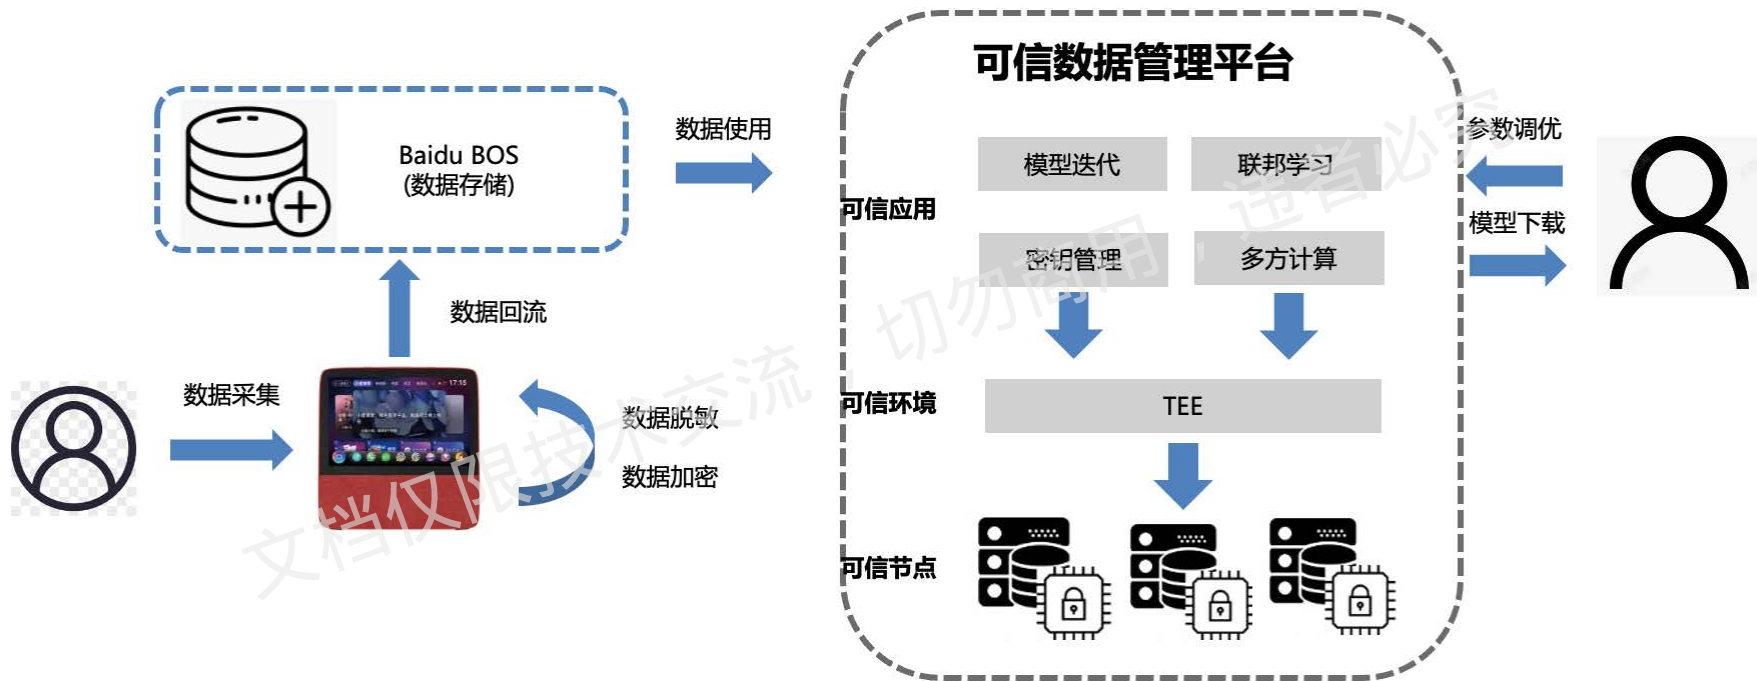 可信数据管理平台
Baidu BOS
(数据存储)
数据使用
模型迭代
联邦学习
参数调优
可信应用
模型下载
密钥管理
多方计算
数据回流
数据采集
17:15
数据脱敏
数据加密
可信环境
TEE
可信节点
文档仅限技术交流，切勿商用，违者必究